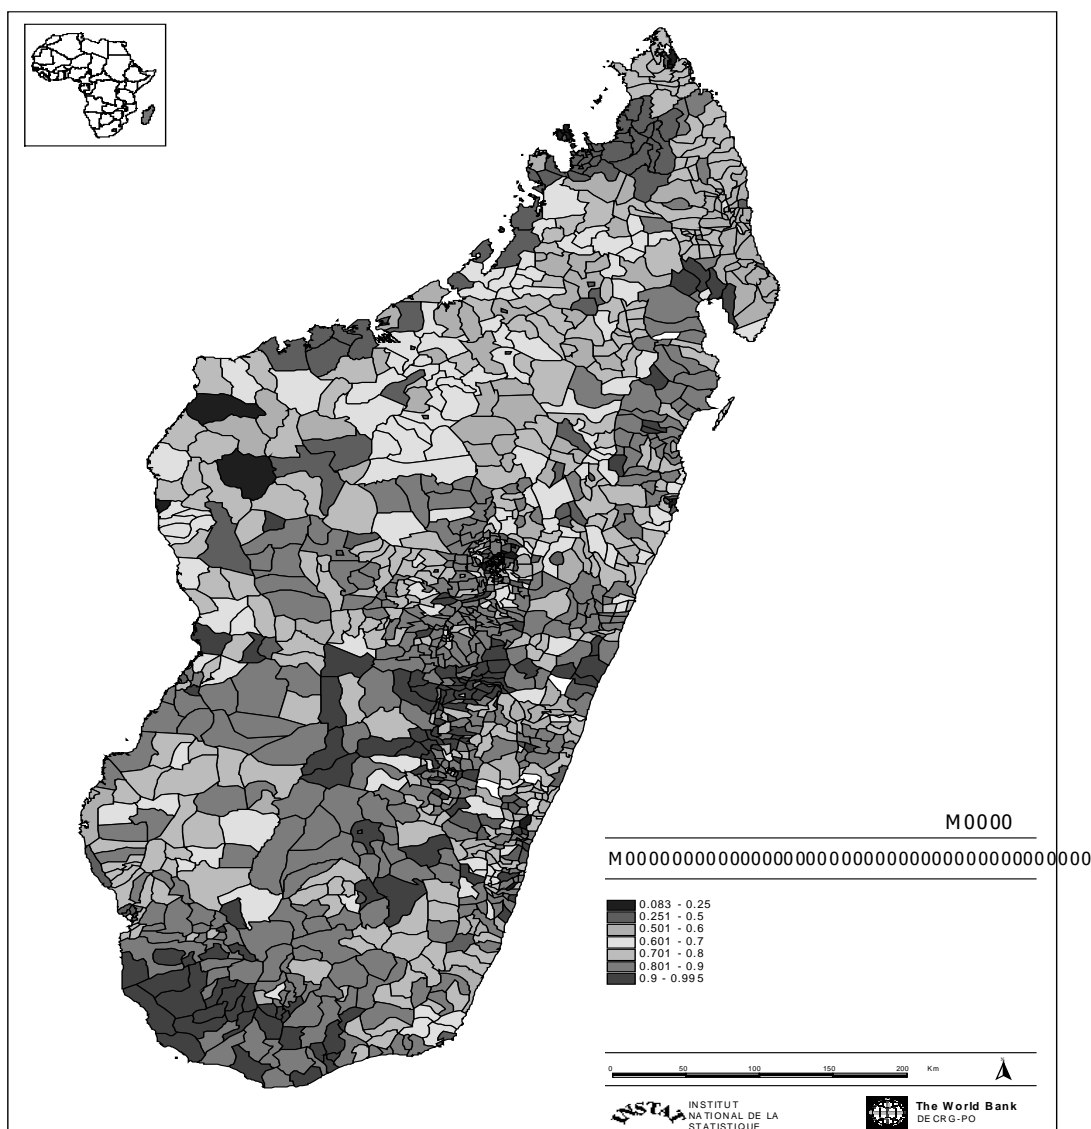 M0000
M0000000000000000000000000000000000000000
0.083 - 0.25
0.251 - 0.5
0.501 - 0.6
0.601 - 0.7
0.701 - 0.8
0.801 - 0.9
0.9 - 0.995
0 50 100 150 200 Km
N
INSTAT
INSTITUT
NATIONAL DE LA
STATISTIQUE
The World Bank
DECRG-PO